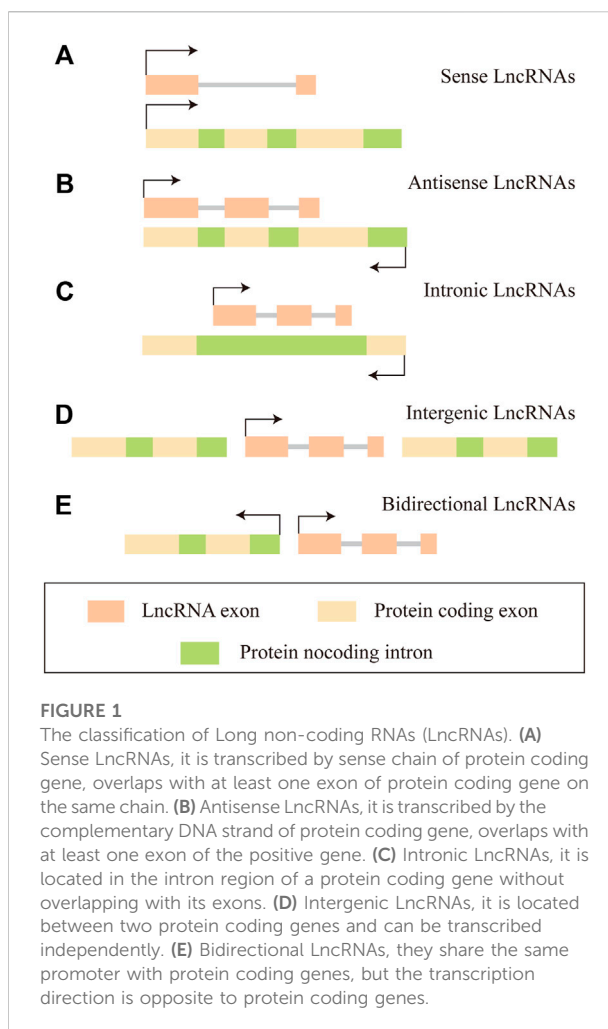 A
Sense LncRNAs
B
Antisense LncRNAs
C
Intronic LncRNAs
D
Intergenic LncRNAs
E
Bidirectional LncRNAs
LncRNA exon
Protein coding exon
Protein nocoding intron
FIGURE 1
The classification of Long non-coding RNAs (LncRNAs). (A)
Sense LncRNAs, it is transcribed by sense chain of protein coding
gene, overlaps with at least one exon of protein coding gene on
the same chain. (B) Antisense LncRNAs, it is transcribed by the
complementary DNA strand of protein coding gene, overlaps with
at least one exon of the positive gene. (C) Intronic LncRNAs, it is
located in the intron region of a protein coding gene without
overlapping with its exons. (D) Intergenic LncRNAs, it is located
between two protein coding genes and can be transcribed
independently. (E) Bidirectional LncRNAs, they share the same
promoter with protein coding genes, but the transcription
direction is opposite to protein coding genes.